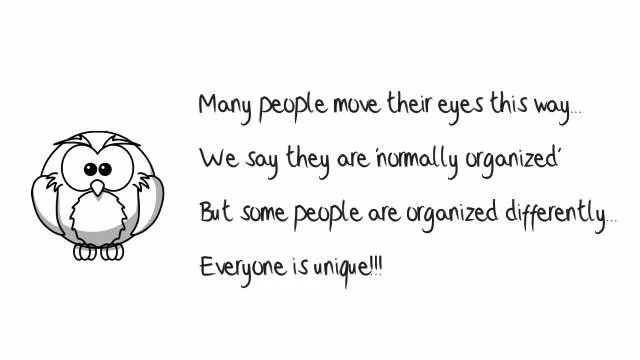 Many people move their eyes this way...
We say they are 'normally organized'
But some people are organized differently...
Everyone is unique!!!